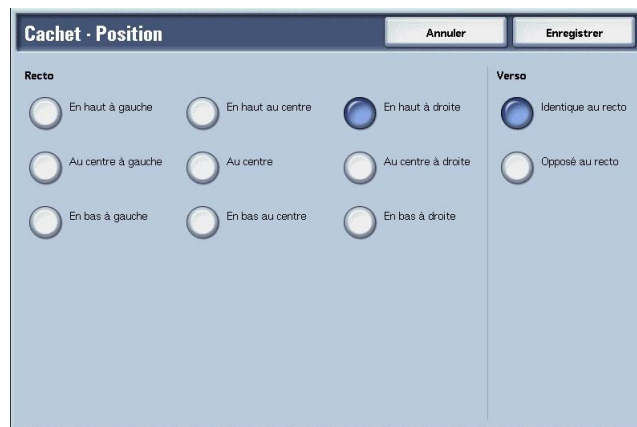 Cachet - Position
Annuler
Enregistrer
Recto
Verso
En haut à gauche
En haut au centre
En haut à droite
Identique au recto
Au centre à gauche
Au centre
Au centre à droite
Opposé au recto
En bas à gauche
En bas au centre
En bas à droite